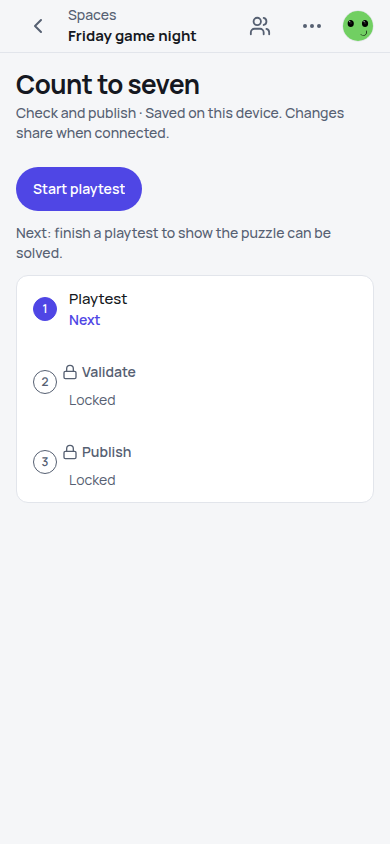 Spaces
Friday game night
Count to seven
Check and publish · Saved on this device. Changes
share when connected.
Start playtest
Next: finish a playtest to show the puzzle can be
solved.
1
Playtest
Next
2
Validate
Locked
3
Publish
Locked